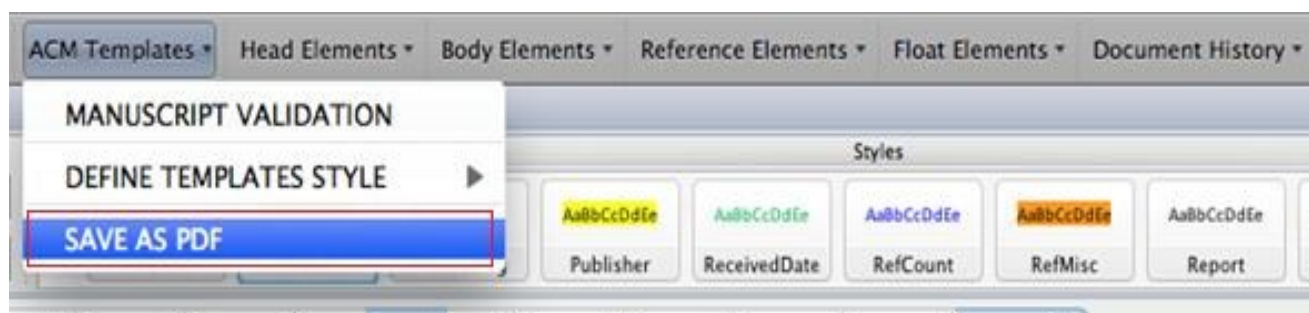 ACM Templates Head Elements Body Elements Reference Elements Float Elements Document History
MANUSCRIPT VALIDATION
Styles
DEFINE TEMPLATES STYLE
AaBbCcDdEe AaBbCcDdEe AaBbCcDdEe AaBbCcDdEe AaBbCcDdEe
SAVE AS PDF
Publisher ReceivedDate RefCount RefMisc Report